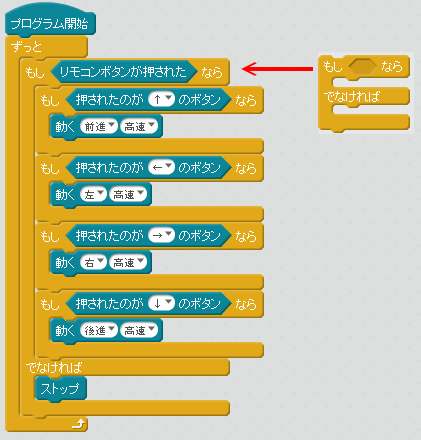 プログラム開始
ずっと
もし リモコンボタンが押された なら
もし 押されたのが ↑ のボタン なら
動く 前進 高速
もし 押されたのが ← のボタン なら
動く 左 高速
もし 押されたのが → のボタン なら
動く 右 高速
もし 押されたのが ↓ のボタン なら
動く 後進 高速
でなければ
ストップ
もし なら
でなければ